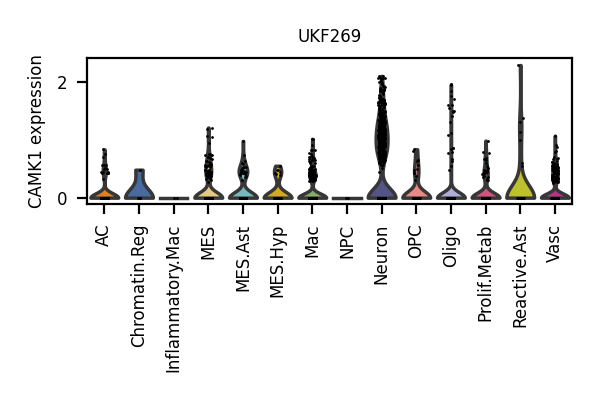 UKF269
CAMK1 expression
2
0
AC
Chromatin.Reg
Inflammatory.Mac
MES
MES.Ast
MES.Hyp
Mac
NPC
Neuron
OPC
Oligo
Prolif.Metab
Reactive.Ast
Vasc